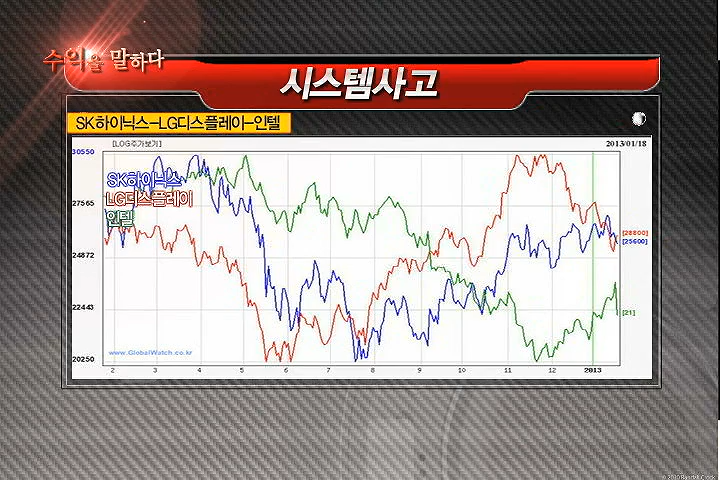 수익을 말하다
시스템사고
SK하이닉스-LG디스플레이-인텔
[LOG주가보기]
2013/01/18
30550
27565
24872
22443
20250
SK하이닉스
LG디스플레이
인텔
[28800]
[25600]
[21]
www.GlobalWatch.co.kr
2 3 4 5 6 7 8 9 10 11 12 2013